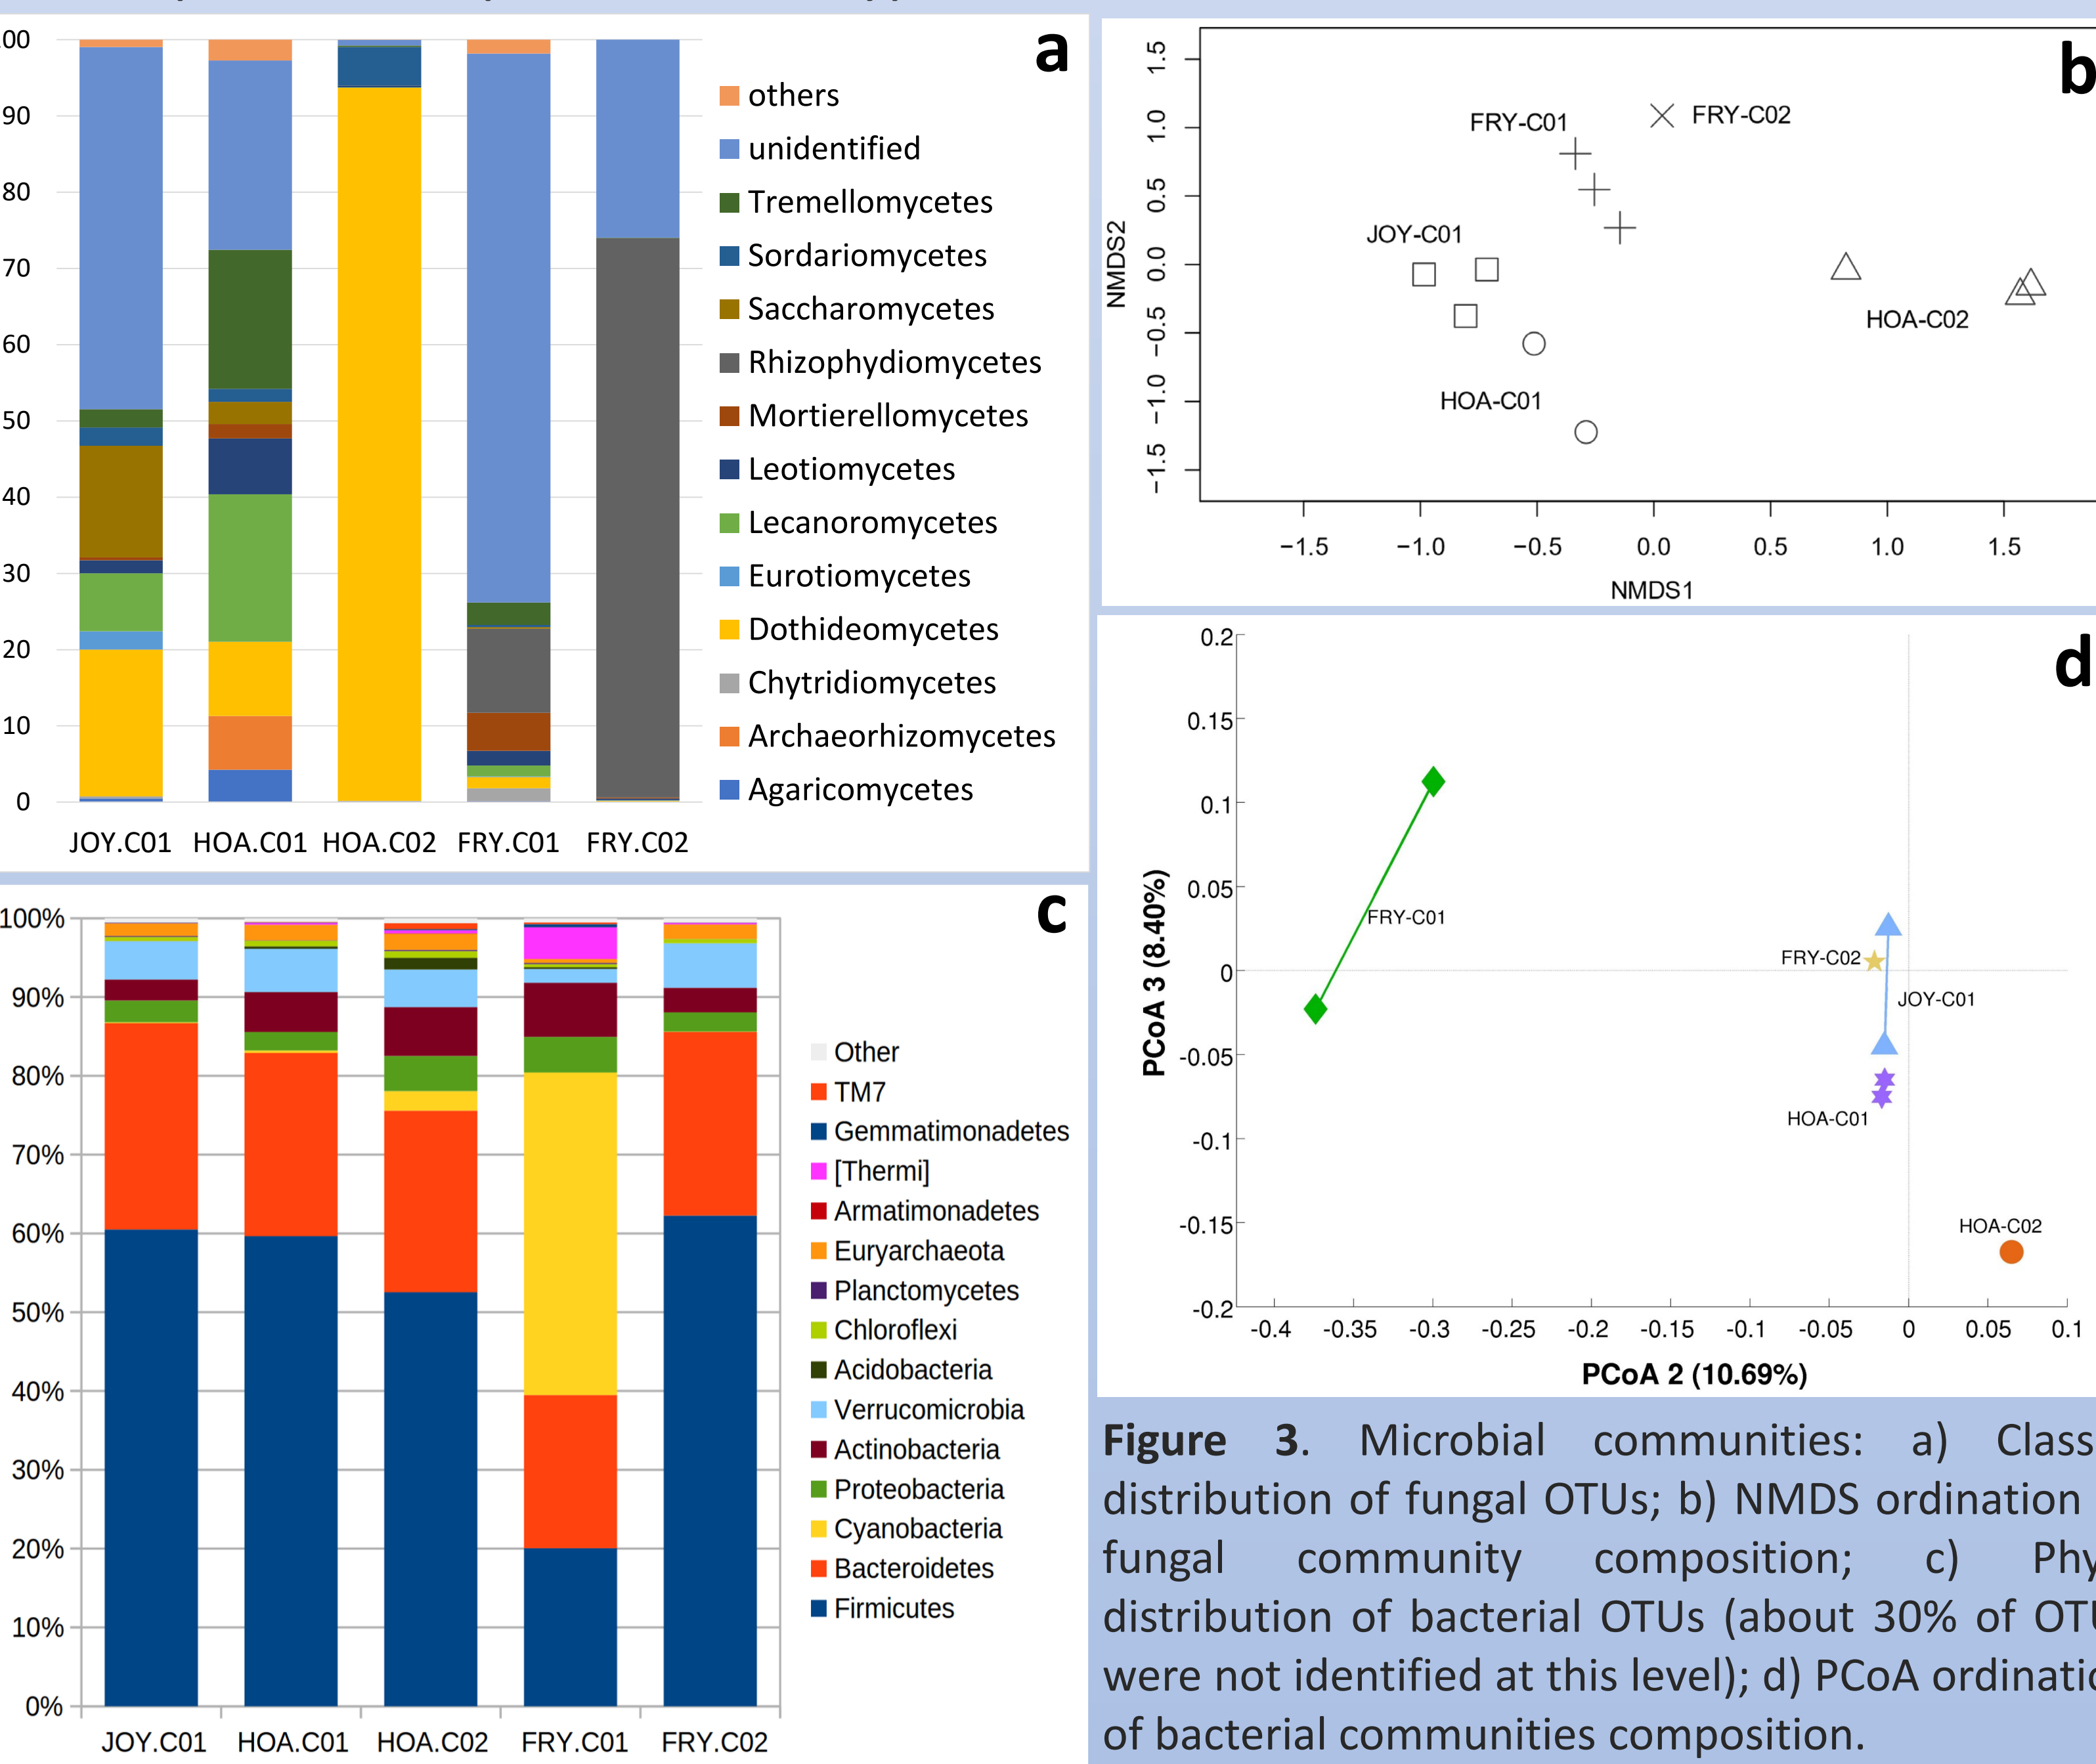 a
00
90
80
70
60
50
40
30
20
10
0
JOY.C01 HOA.C01 HOA.C02 FRY.C01 FRY.C02
others
unidentified
Tremellomycetes
Sordariomycetes
Saccharomycetes
Rhizophydiomycetes
Mortierellomycetes
Leotiomycetes
Lecanoromycetes
Eurotiomycetes
Dothideomycetes
Chytridiomycetes
Archaeorhizomycetes
Agaricomycetes
b
NMDS2
1.5
1.0
0.5
0.0
−0.5
−1.0
−1.5
FRY-C01
FRY-C02
JOY-C01
HOA-C02
HOA-C01
−1.5 −1.0 −0.5 0.0 0.5 1.0 1.5
NMDS1
c
100%
90%
80%
70%
60%
50%
40%
30%
20%
10%
0%
JOY.C01 HOA.C01 HOA.C02 FRY.C01 FRY.C02
Other
TM7
Gemmatimonadetes
[Thermi]
Armatimonadetes
Euryarchaeota
Planctomycetes
Chloroflexi
Acidobacteria
Verrucomicrobia
Actinobacteria
Proteobacteria
Cyanobacteria
Bacteroidetes
Firmicutes
d
PCoA 3 (8.40%)
0.2
0.15
0.1
0.05
0
-0.05
-0.1
-0.15
-0.2
FRY-C01
FRY-C02
JOY-C01
HOA-C01
HOA-C02
-0.4 -0.35 -0.3 -0.25 -0.2 -0.15 -0.1 -0.05 0 0.05 0.1
PCoA 2 (10.69%)
Figure 3. Microbial communities: a) Class
distribution of fungal OTUs; b) NMDS ordination
fungal community composition; c) Phy
distribution of bacterial OTUs (about 30% of OTU
were not identified at this level); d) PCoA ordinatio
of bacterial communities composition.